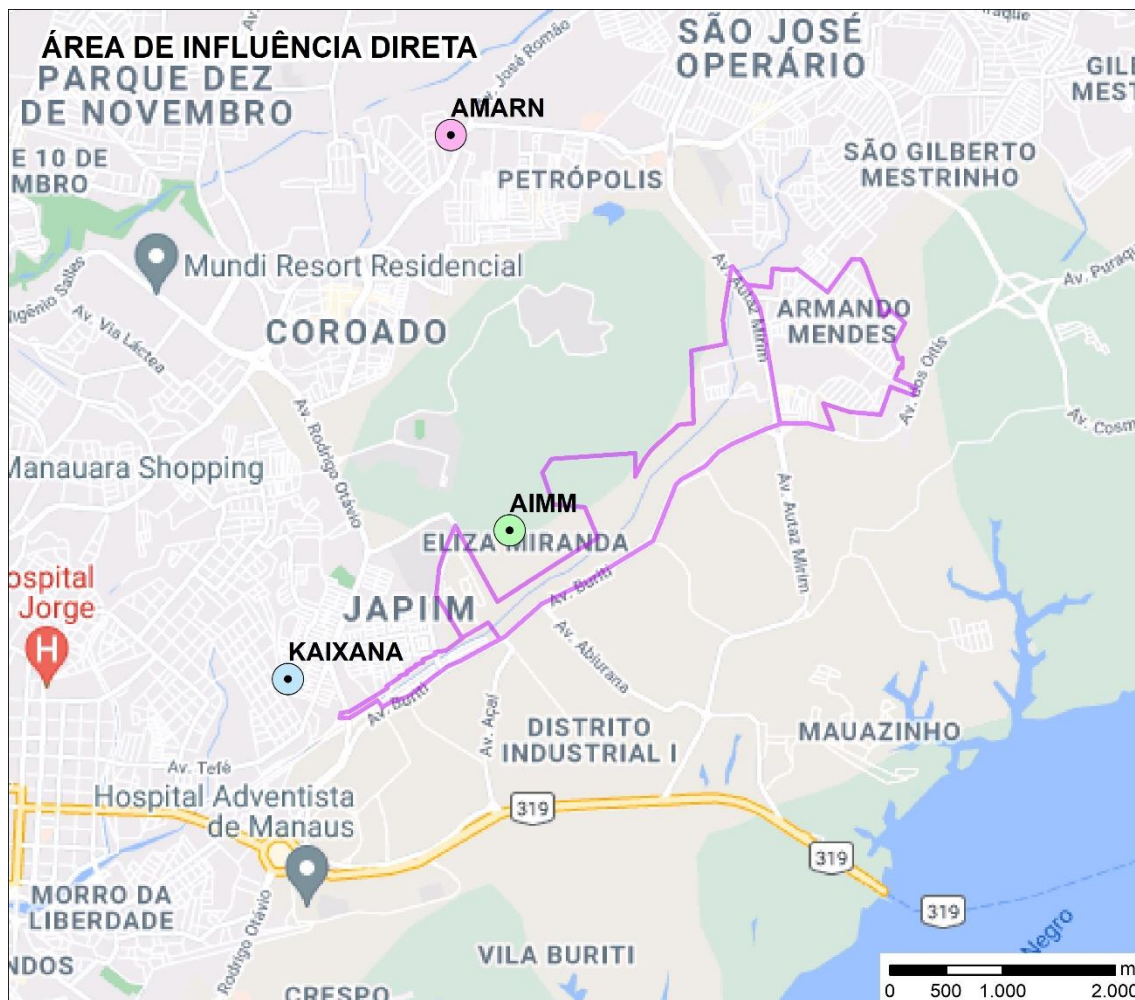 ÁREA DE INFLUÊNCIA DIRETA
PARQUE DEZ
DE NOVEMBRO
Av. José Romão
SÃO JOSÉ
OPERÁRIO
AMARN
E 10 DE
MBRO
PETRÓPOLIS
SÃO GILBERTO
MESTRINHO
Mundi Resort Residencial
Av. Via Láctea
COROADO
Av. Autaz Mirim
ARMANDO
MENDES
Av. Puraq
Av. dos Oitis
Av. Cosm
Av. Rodrigo Otávio
Manauara Shopping
AIMM
ELIZA MIRANDA
Av. Autaz Mirim
ospital
Jorge
H
JAPIIM
Av. Buriti
Av. Abiurana
KAIXANA
Av. Buriti
Av. Açaí
DISTRITO
INDUSTRIAL I
MAUAZINHO
Av. Tefé
Hospital Adventista
de Manaus
319
319
319
MORRO DA
LIBERDADE
Rodrigo Otávio
VILA BURITI
Negro
NDOS
CRESPO
m
0 500 1.000 2.000